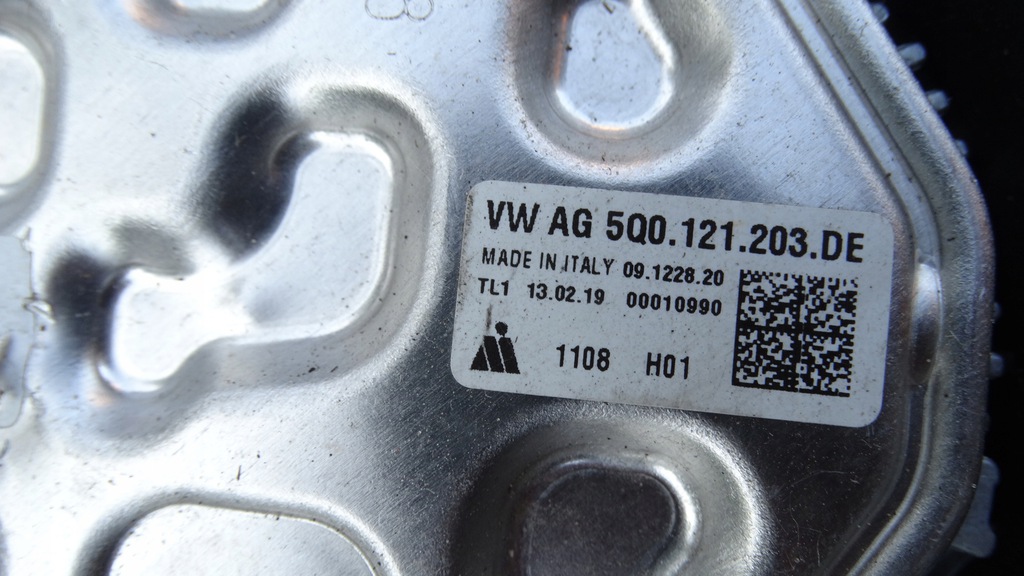 VW AG 5Q0.121.203.DE
MADE IN ITALY 09.1228.20
TL1 13.02.19 00010990
1108 H01